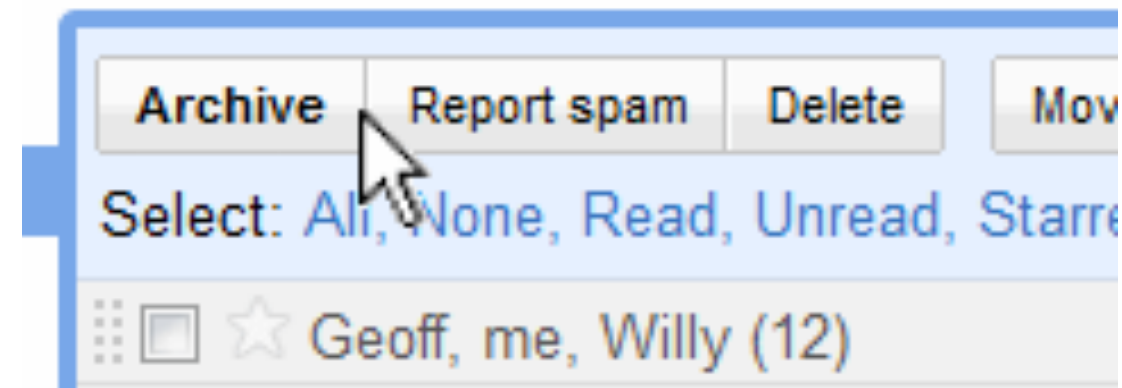 Archive Report spam Delete Mov
Select: All, None, Read, Unread, Starre
Geoff, me, Willy (12)